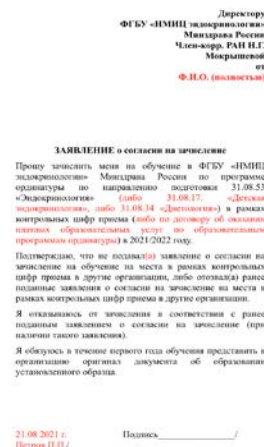 Директору
ФГБУ «НМИЦ эндокринологии»
Минздрава России
Член-корр. РАН Н.Г.
Мокрышевой
от
Ф.И.О. (полностью)
ЗАЯВЛЕНИЕ о согласии на зачисление
Прошу зачислить меня на обучение в ФГБУ «НМИЦ
эндокринологии» Минздрава России по программе
ординатуры по направлению подготовки 31.08.53
«Эндокринология» (либо 31.08.17. «Детская
эндокринология», либо 31.08.34 «Диетология») в рамках
контрольных цифр приема (либо по договору об оказании
платных образовательных услуг по образовательным
программам ординатуры) в 2021/2022 году.
Подтверждаю, что не подавал(а) заявление о согласии на
зачисление на обучение на места в рамках контрольных
цифр приема в другие организации, либо отозвал(а) ранее
поданные заявления о согласии на зачисление на места в
рамках контрольных цифр приема в другие организации.
Я отказываюсь от зачисления в соответствии с ранее
поданным заявлением о согласии на зачисление (при
наличии такого заявления).
Я обязуюсь в течение первого года обучения представить в
организацию оригинал документа об образовании
установленного образца.
21.08.2021 г. Подпись____________/
Петров П.П./